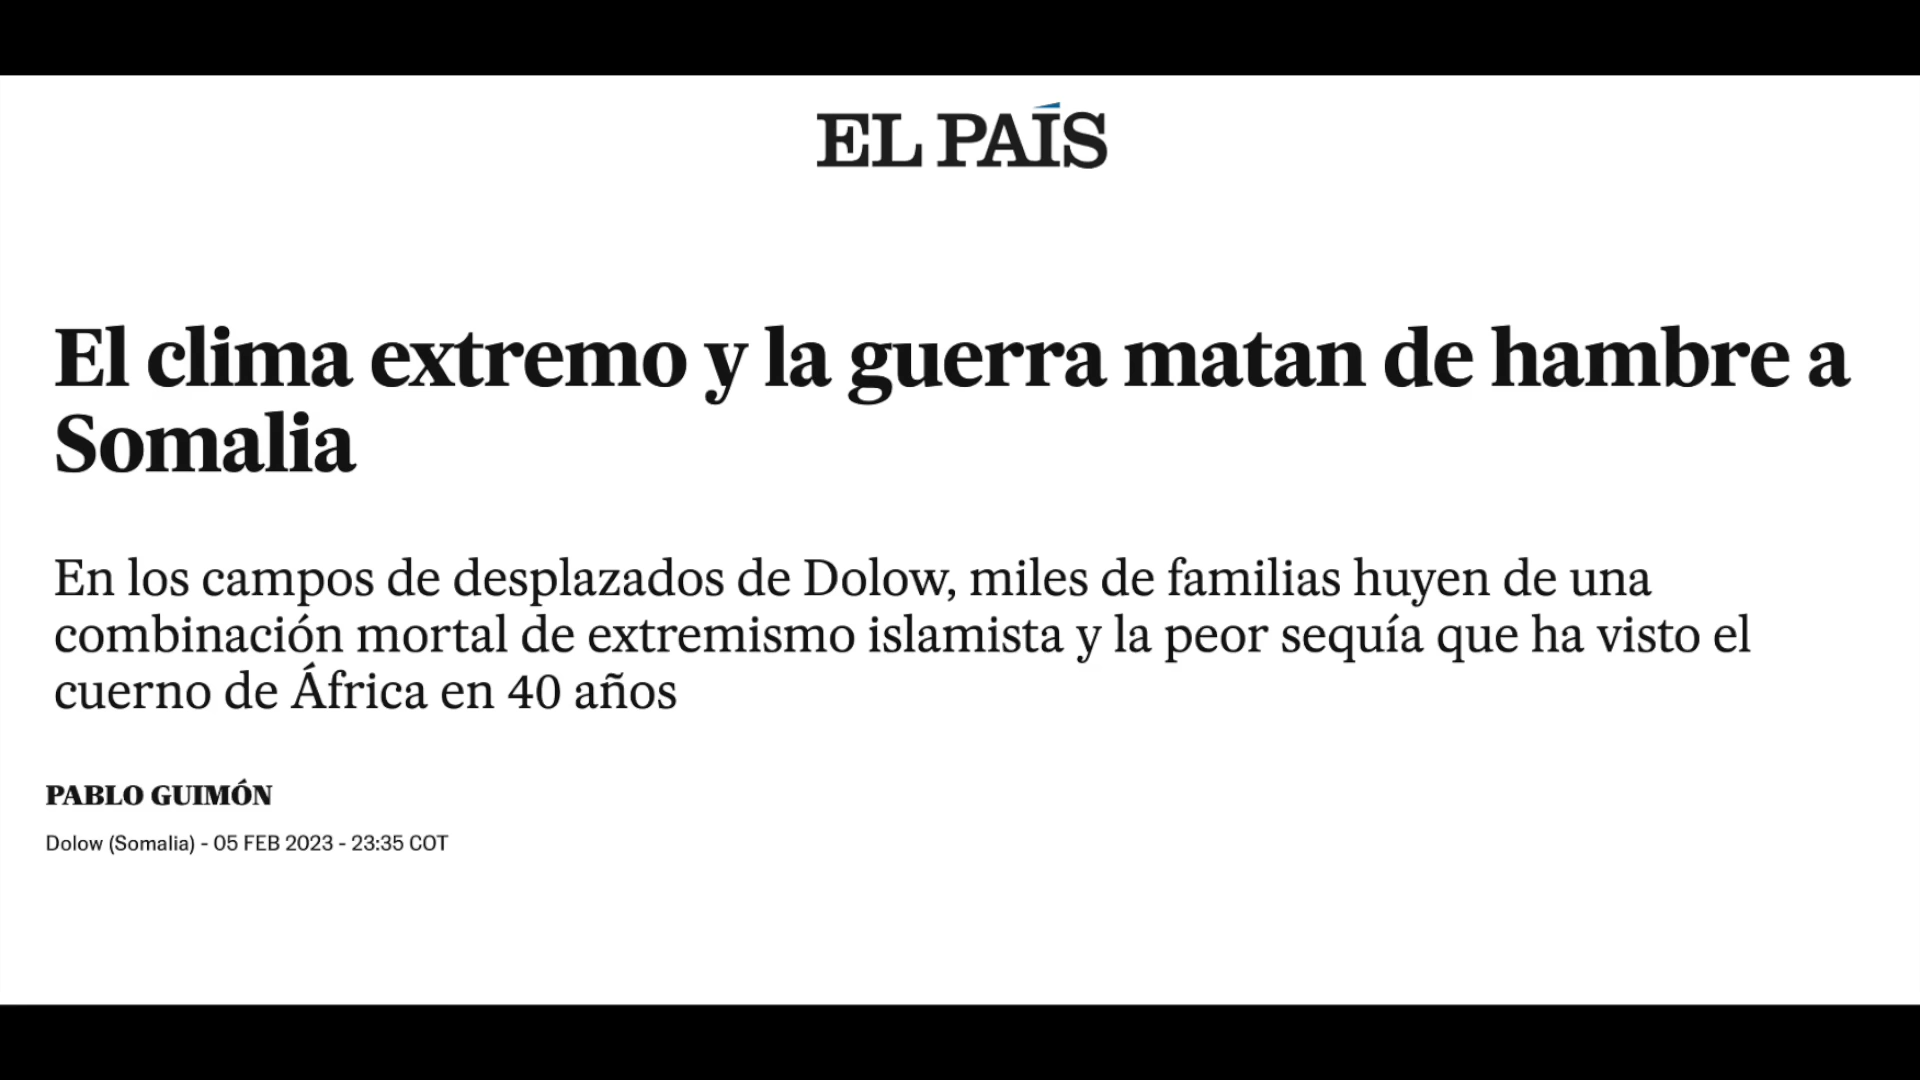 EL PAÍS
El clima extremo y la guerra matan de hambre a
Somalia
En los campos de desplazados de Dolow, miles de familias huyen de una
combinación mortal de extremismo islamista y la peor sequía que ha visto el
cuerno de África en 40 años
PABLO GUIMÓN
Dolow (Somalia) - 05 FEB 2023 - 23:35 COT